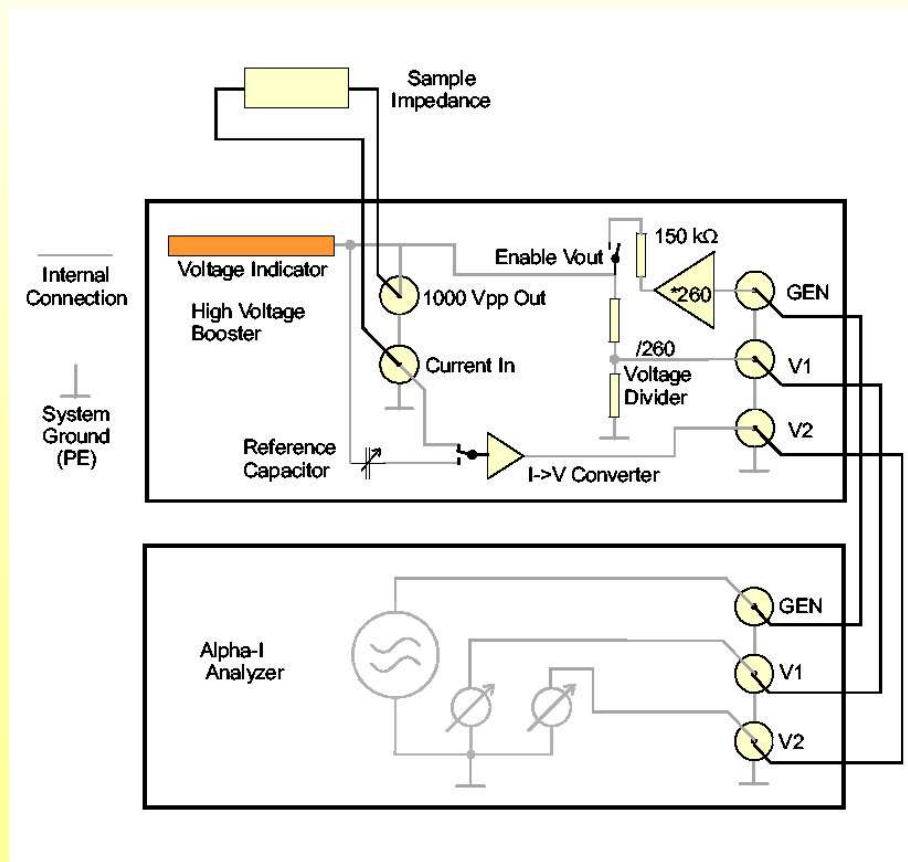 Sample
Impedance
Internal
Connection
System
Ground
(PE)
Voltage Indicator
High Voltage
Booster
1000 Vpp Out
Current In
Enable Vout
150 kΩ
*260
GEN
/260
Voltage
Divider
V1
V2
Reference
Capacitor
I->V Converter
Alpha-I
Analyzer
GEN
V1
V2